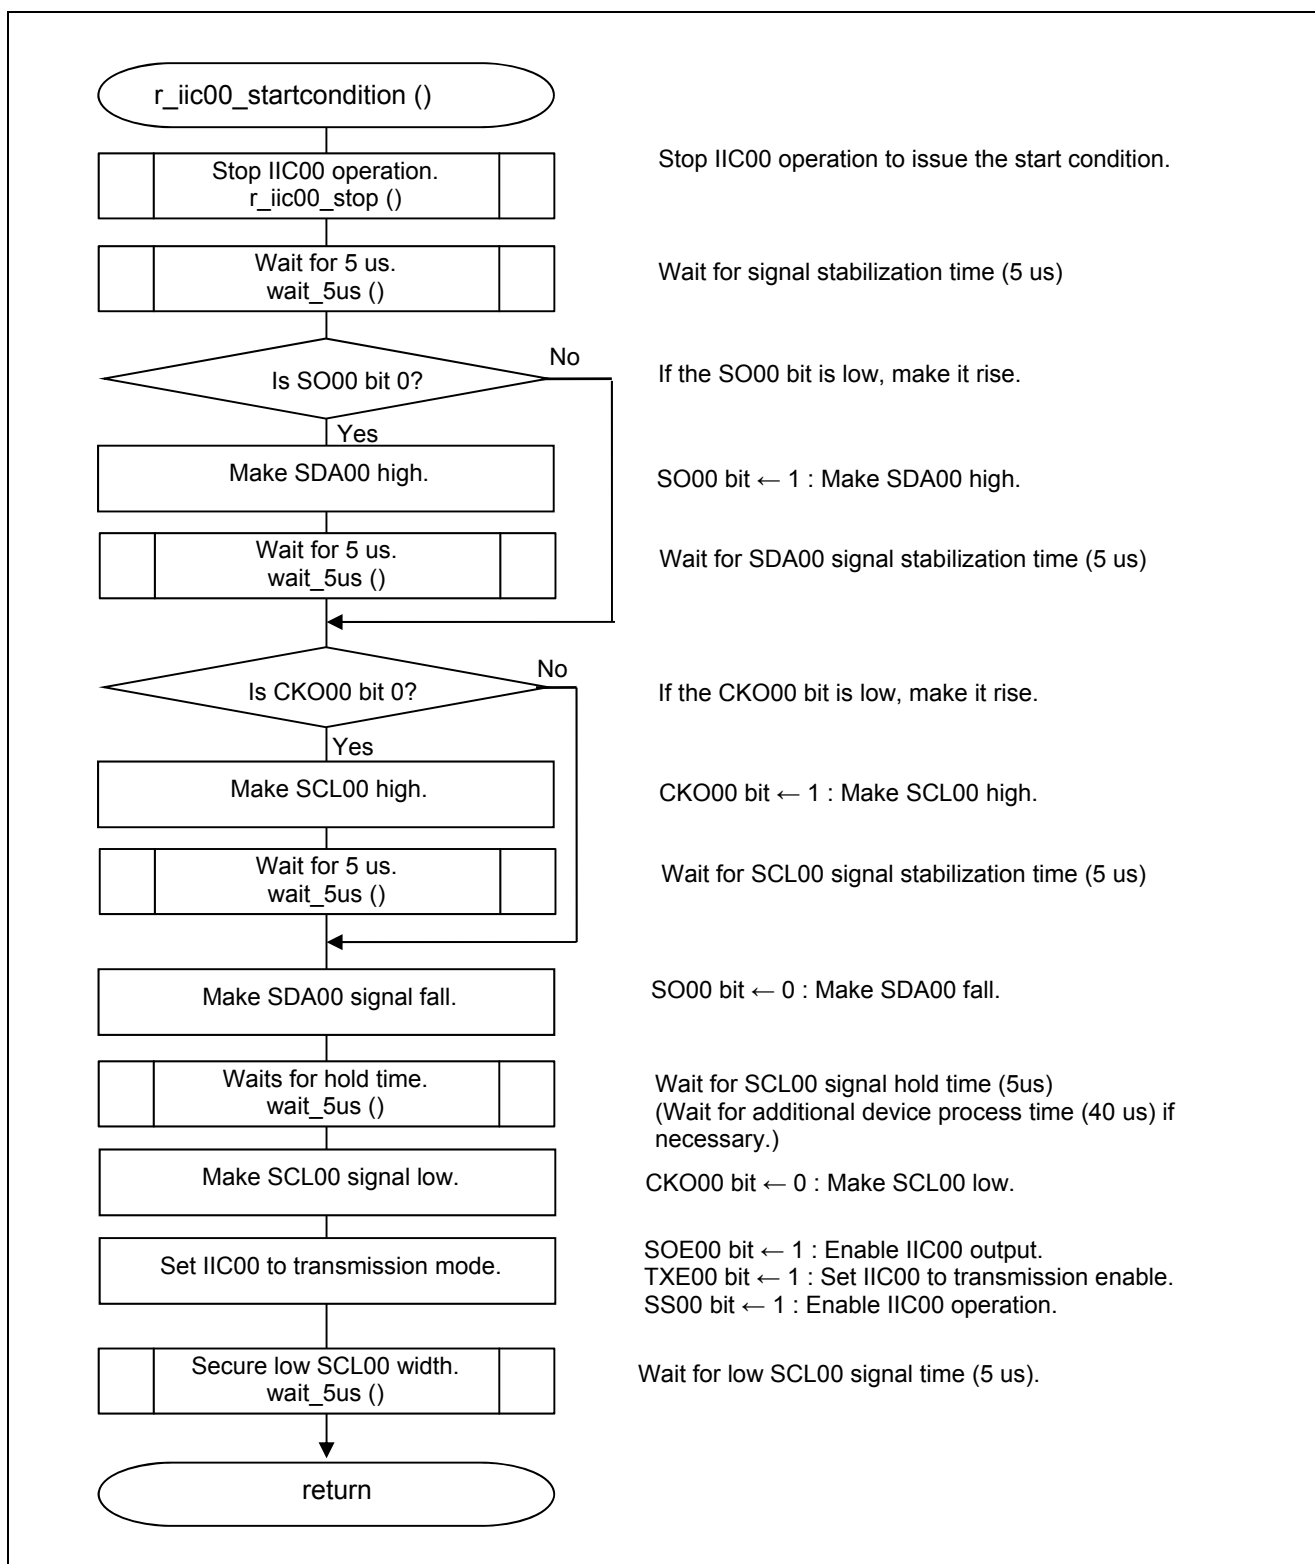 r_iic00_startcondition ()
Stop IIC00 operation.
r_iic00_stop ()
Stop IIC00 operation to issue the start condition.
Wait for 5 us.
wait_5us ()
Wait for signal stabilization time (5 us)
No
Is SO00 bit 0?
If the SO00 bit is low, make it rise.
Yes
Make SDA00 high.
SO00 bit ← 1 : Make SDA00 high.
Wait for 5 us.
wait_5us ()
Wait for SDA00 signal stabilization time (5 us)
No
Is CKO00 bit 0?
If the CKO00 bit is low, make it rise.
Yes
Make SCL00 high.
CKO00 bit ← 1 : Make SCL00 high.
Wait for 5 us.
wait_5us ()
Wait for SCL00 signal stabilization time (5 us)
Make SDA00 signal fall.
SO00 bit ← 0 : Make SDA00 fall.
Waits for hold time.
wait_5us ()
Wait for SCL00 signal hold time (5us)
(Wait for additional device process time (40 us) if
necessary.)
Make SCL00 signal low.
CKO00 bit ← 0 : Make SCL00 low.
Set IIC00 to transmission mode.
SOE00 bit ← 1 : Enable IIC00 output.
TXE00 bit ← 1 : Set IIC00 to transmission enable.
SS00 bit ← 1 : Enable IIC00 operation.
Secure low SCL00 width.
wait_5us ()
Wait for low SCL00 signal time (5 us).
return